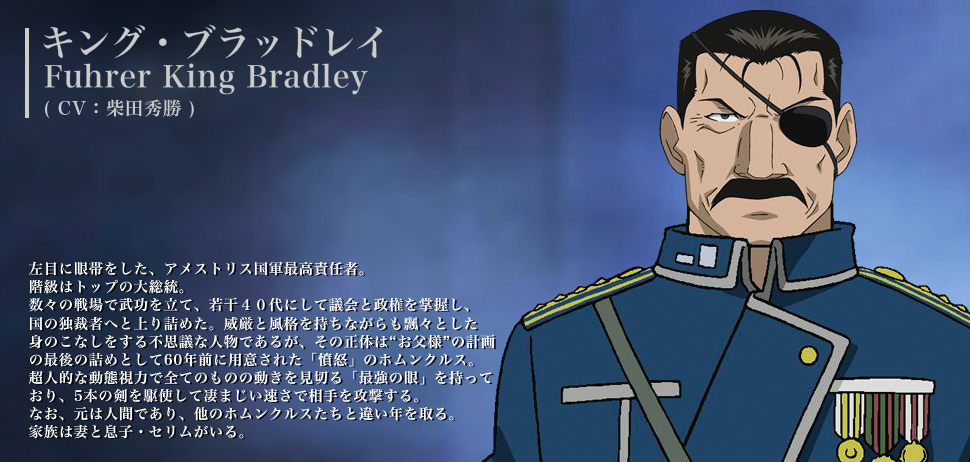 キング・ブラッドレイ
Fuhrer King Bradley
( CV：柴田秀勝 )
左目に眼帯をした、アメストリス国軍最高責任者。
階級はトップの大総統。
数々の戦場で武功を立て、若干４０代にして議会と政権を掌握し、
国の独裁者へと上り詰めた。威厳と風格を持ちながらも飄々とした
身のこなしをする不思議な人物であるが、その正体は“お父様”の計画
の最後の詰めとして60年前に用意された「憤怒」のホムンクルス。
超人的な動態視力で全てのものの動きを見切る「最強の眼」を持って
おり、5本の剣を駆使して凄まじい速さで相手を攻撃する。
なお、元は人間であり、他のホムンクルスたちと違い年を取る。
家族は妻と息子・セリムがいる。